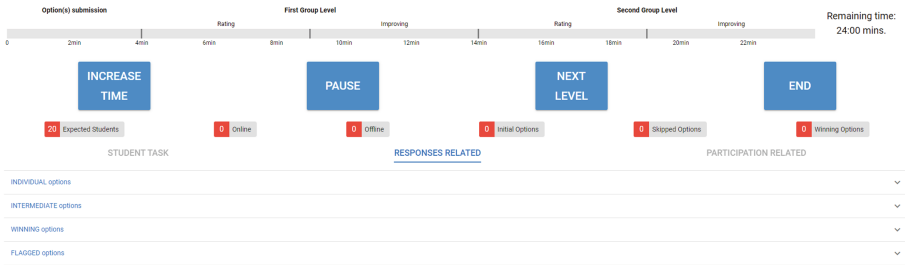 Option(s) submission First Group Level Second Group Level
Rating Improving Rating Improving
0 2min 4min 6min 8min 10min 12min 14min 16min 18min 20min 22min
Remaining time:
24:00 mins.
INCREASE
TIME
PAUSE
NEXT
LEVEL
END
20 Expected Students 0 Online 0 Offline 0 Initial Options 0 Skipped Options 0 Winning Options
STUDENT TASK RESPONSES RELATED PARTICIPATION RELATED
INDIVIDUAL options
INTERMEDIATE options
WINNING options
FLAGGED options